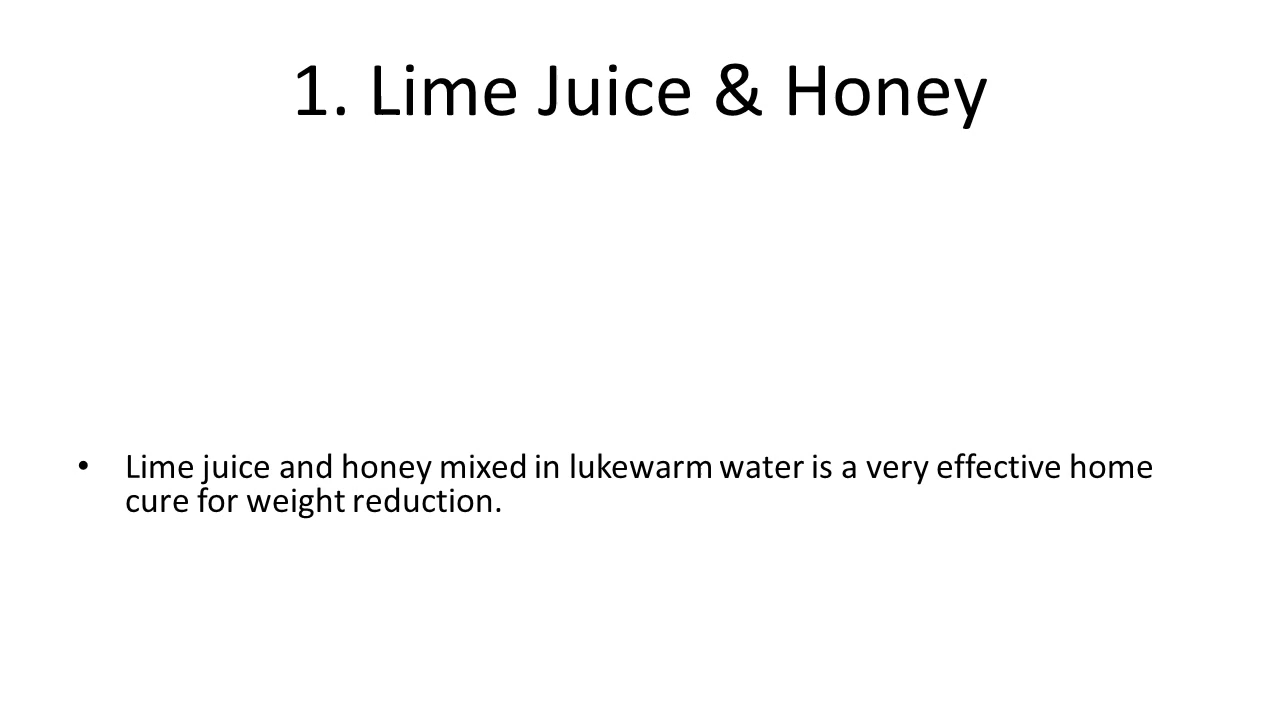 1. Lime Juice & Honey
• Lime juice and honey mixed in lukewarm water is a very effective home
cure for weight reduction.